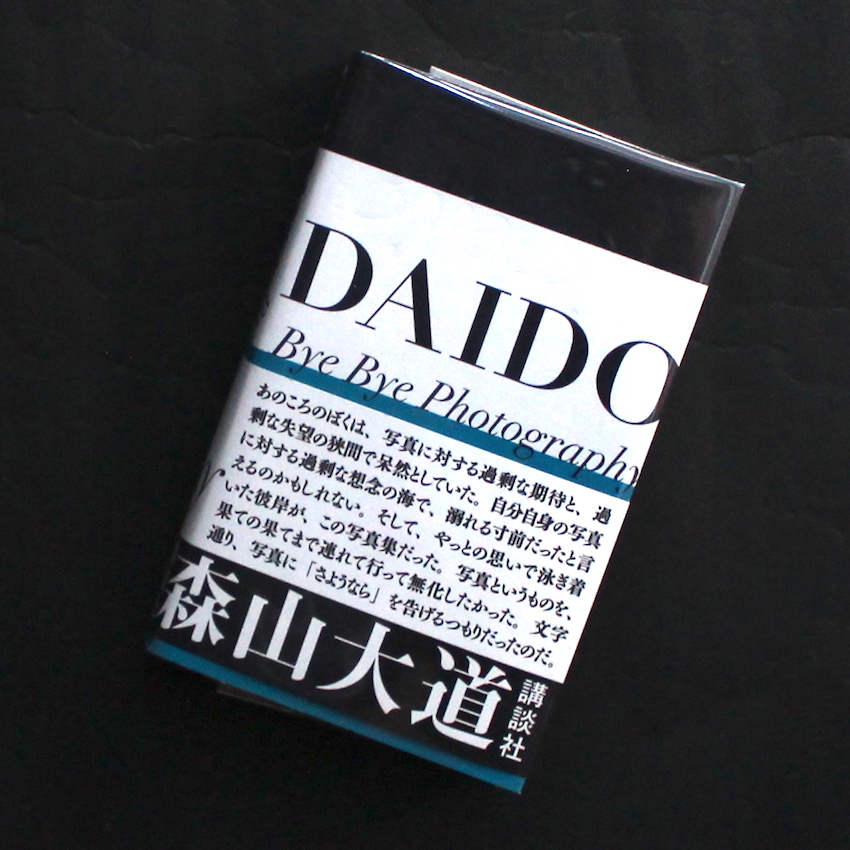 DAIDO
Bye Bye Photography
あのころのぼくは、写真に対する過剰な期待と、過
剰な失望の狭間で呆然としていた。自分自身の写真
に対する過剰な想念の海で、溺れる寸前だったと言
えるのかもしれない。そして、やっとの思いで泳ぎ着
いた彼岸が、この写真集だった。写真というものを、
果ての果てまで連れて行って無化したかった。文字
通り、写真に「さようなら」を告げるつもりだったのだ。
森山大道
講談社